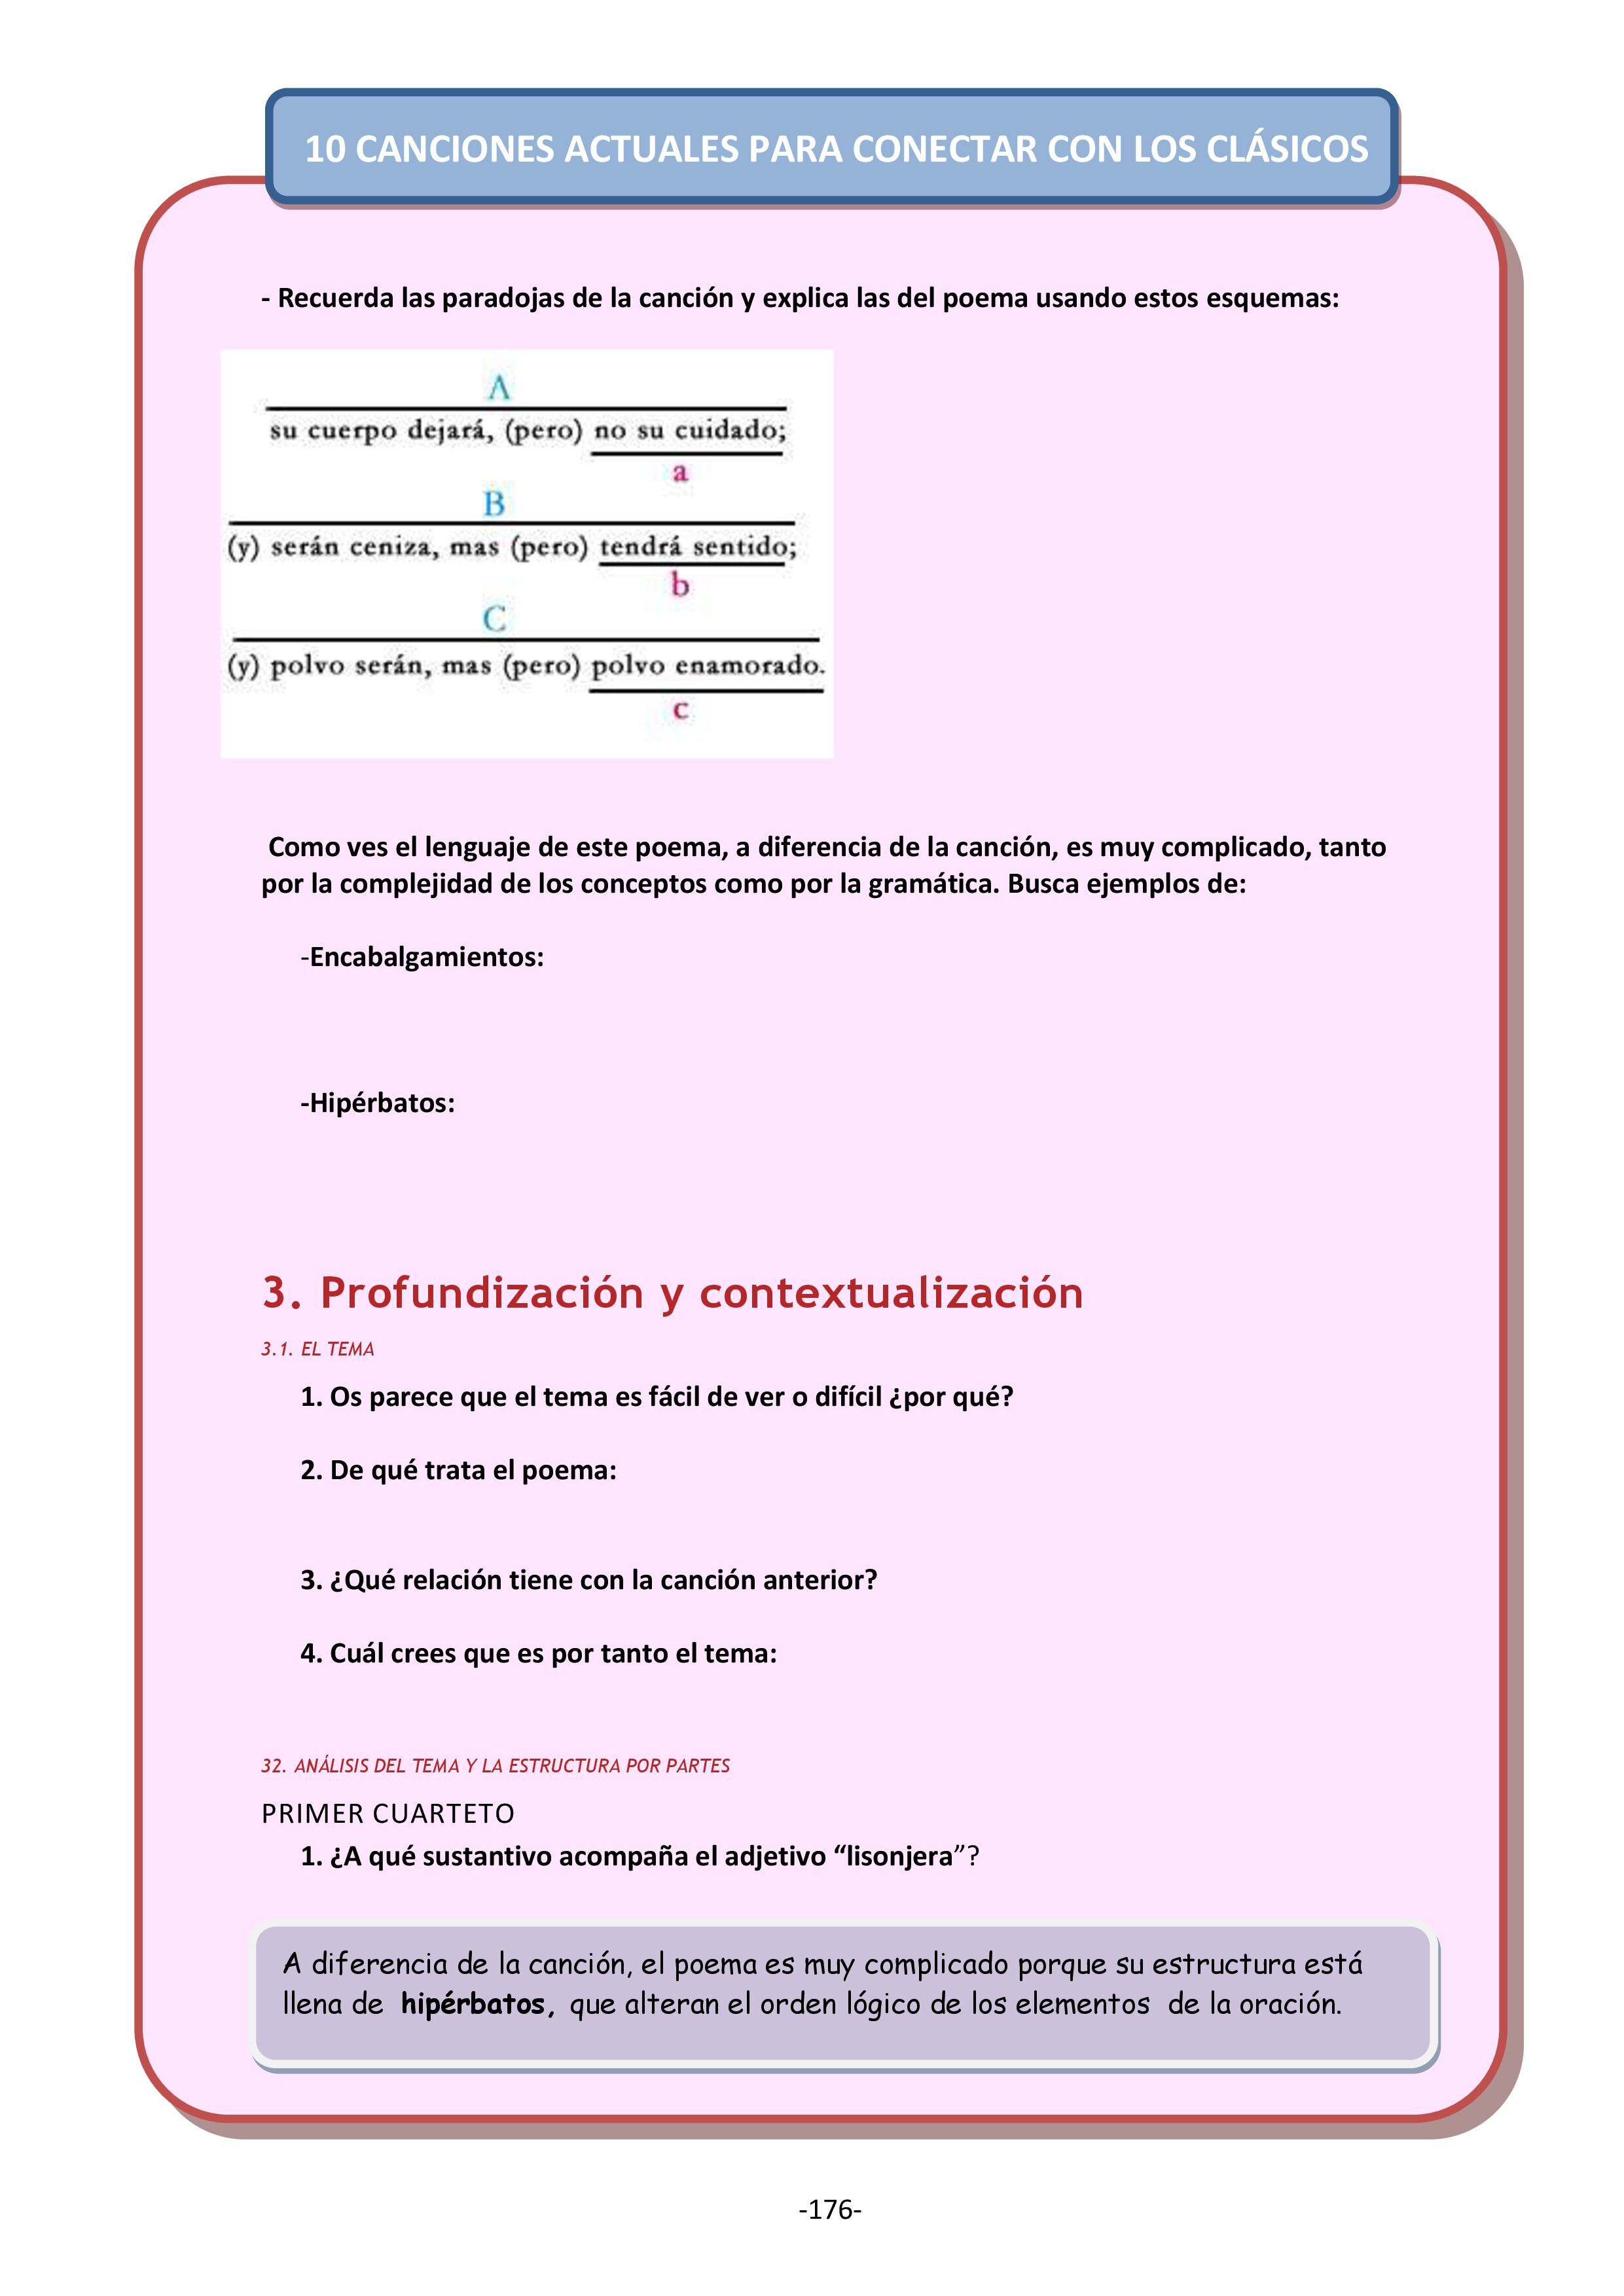 10 CANCIONES ACTUALES PARA CONECTAR CON LOS CLÁSICOS
- Recuerda las paradojas de la canción y explica las del poema usando estos esquemas:
A
su cuerpo dejará, (pero) no su cuidado;
a
B
(y) serán ceniza, mas (pero) tendrá sentido;
b
C
(y) polvo serán, mas (pero) polvo enamorado.
c
Como ves el lenguaje de este poema, a diferencia de la canción, es muy complicado, tanto
por la complejidad de los conceptos como por la gramática. Busca ejemplos de:
-Encabalgamientos:
-Hipérbatos:
3. Profundización y contextualización
3.1. EL TEMA
1. Os parece que el tema es fácil de ver o difícil ¿por qué?
2. De qué trata el poema:
3. ¿Qué relación tiene con la canción anterior?
4. Cuál crees que es por tanto el tema:
32. ANÁLISIS DEL TEMA Y LA ESTRUCTURA POR PARTES
PRIMER CUARTETO
1. ¿A qué sustantivo acompaña el adjetivo “lisonjera”?
A diferencia de la canción, el poema es muy complicado porque su estructura está
llena de hipérbatos, que alteran el orden lógico de los elementos de la oración.
-176-